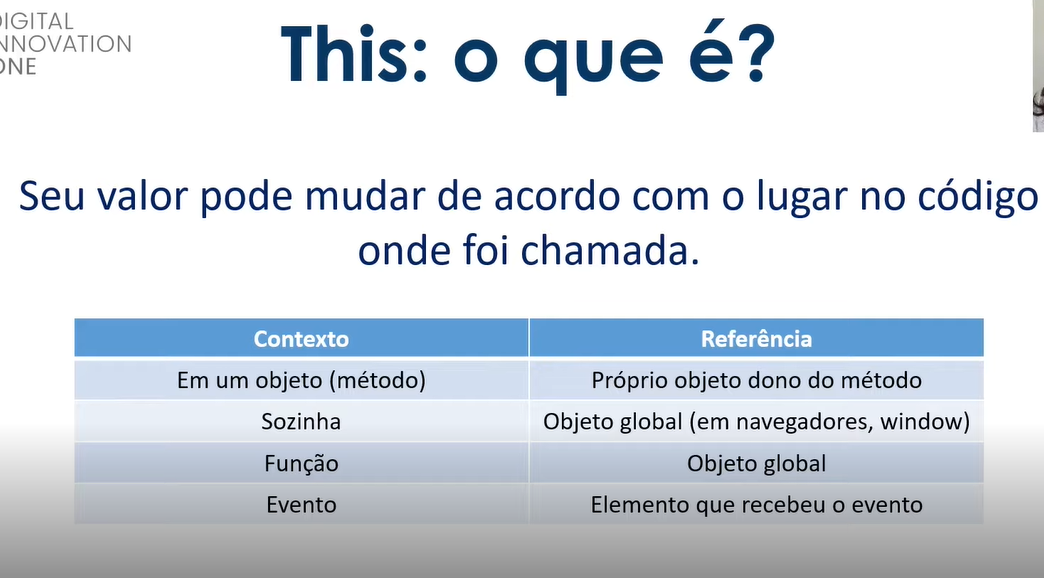 DIGITAL
INNOVATION
ONE
This: o que é?
Seu valor pode mudar de acordo com o lugar no código
onde foi chamada.
Contexto Referência
Em um objeto (método) Próprio objeto dono do método
Sozinha Objeto global (em navegadores, window)
Função Objeto global
Evento Elemento que recebeu o evento